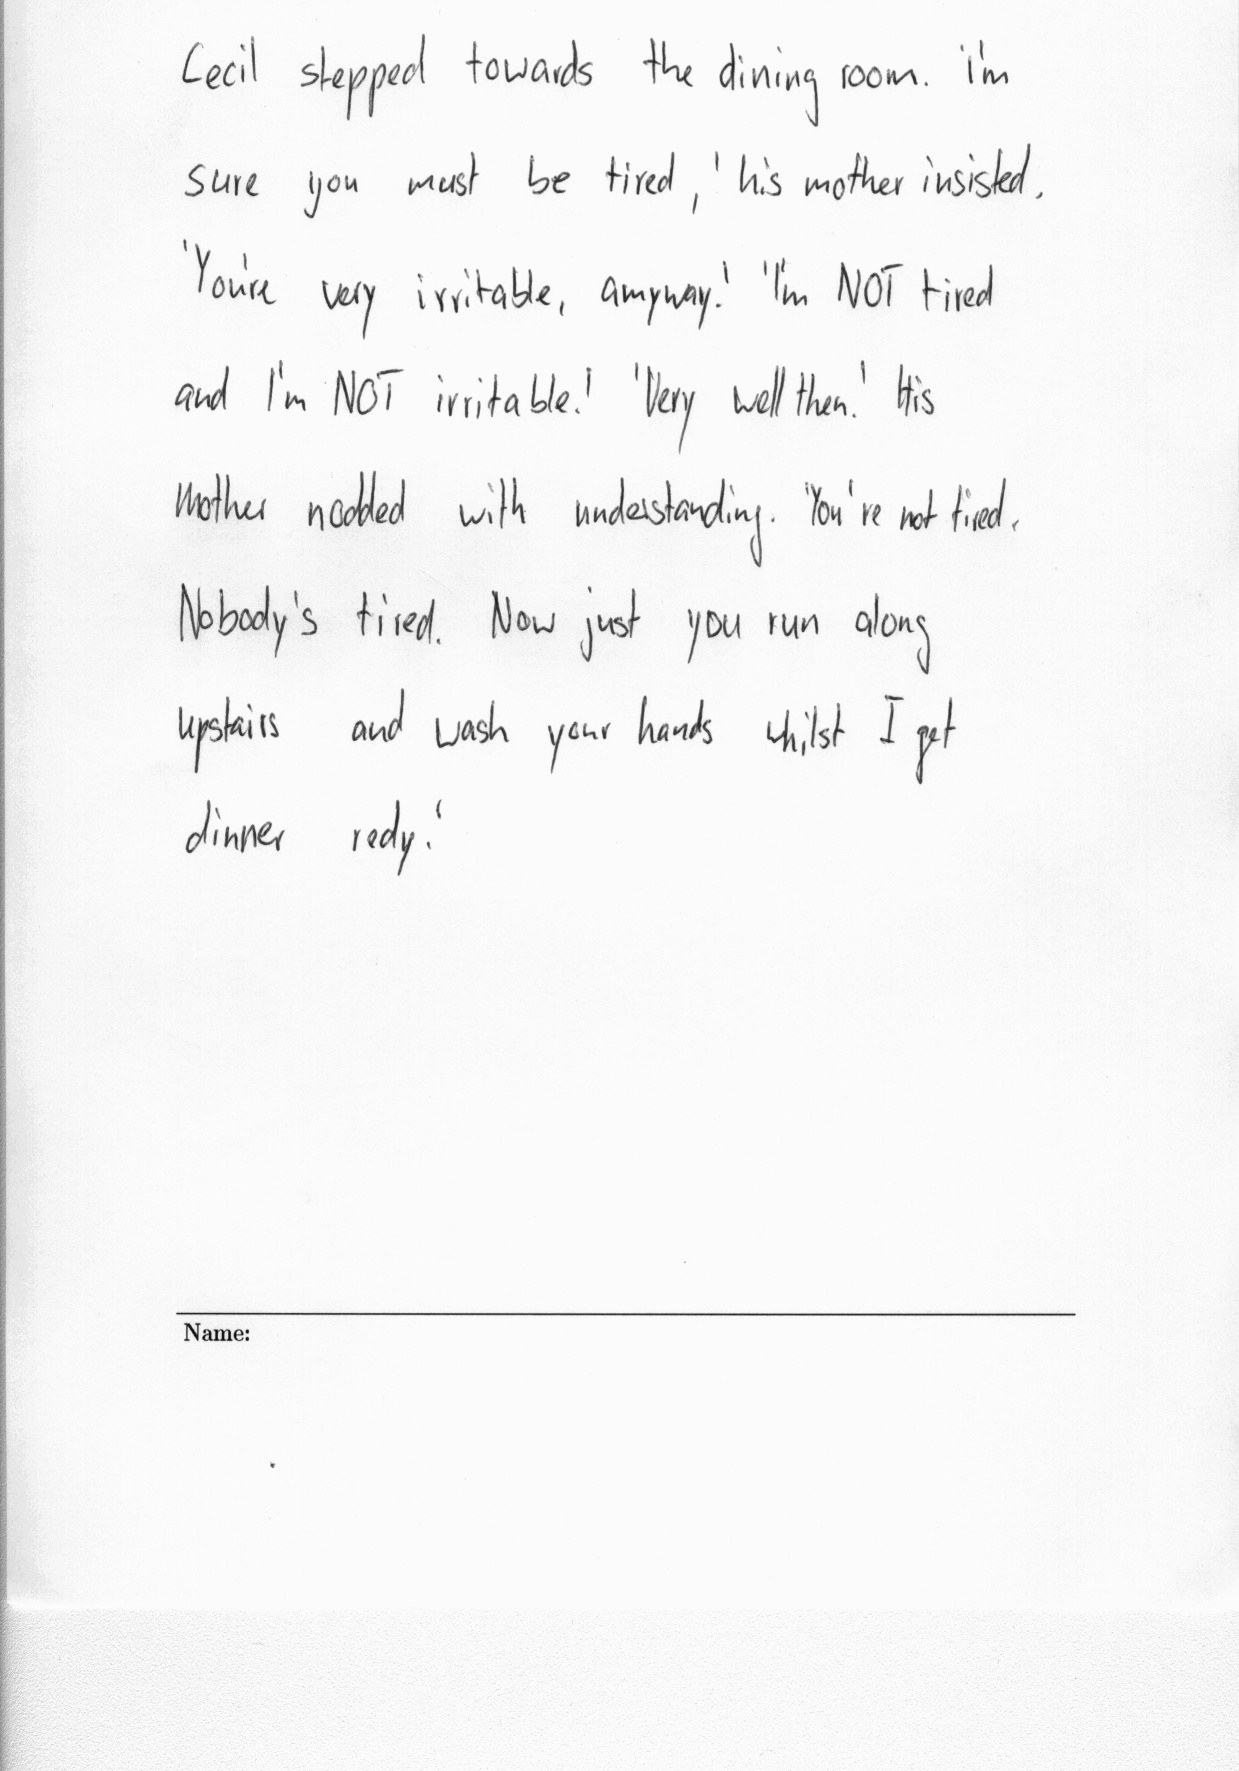 Cecil stepped towards the dining room. 'I'm
sure you must be tired,' his mother insisted.
'You're very irritable, amyway.' 'I'm NOT tired
and I'm NOT irritable.' 'Very well then.' His
mother nodded with understanding. 'You're not tired.
Nobody's tired. Now just you run along
upstairs and wash your hands whilst I get
dinner redy.'
Name: